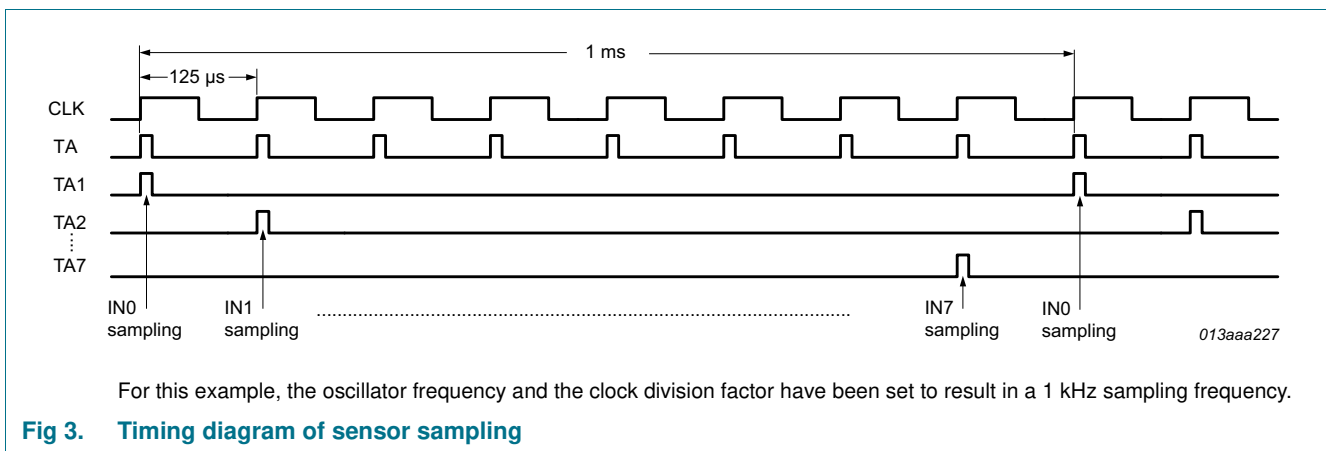 1 ms
125 µs
CLK
TA
TA1
TA2
TA7
IN0
sampling
IN1
sampling
IN7
sampling
IN0
sampling
013aaa227
For this example, the oscillator frequency and the clock division factor have been set to result in a 1 kHz sampling frequency.
Fig 3. Timing diagram of sensor sampling